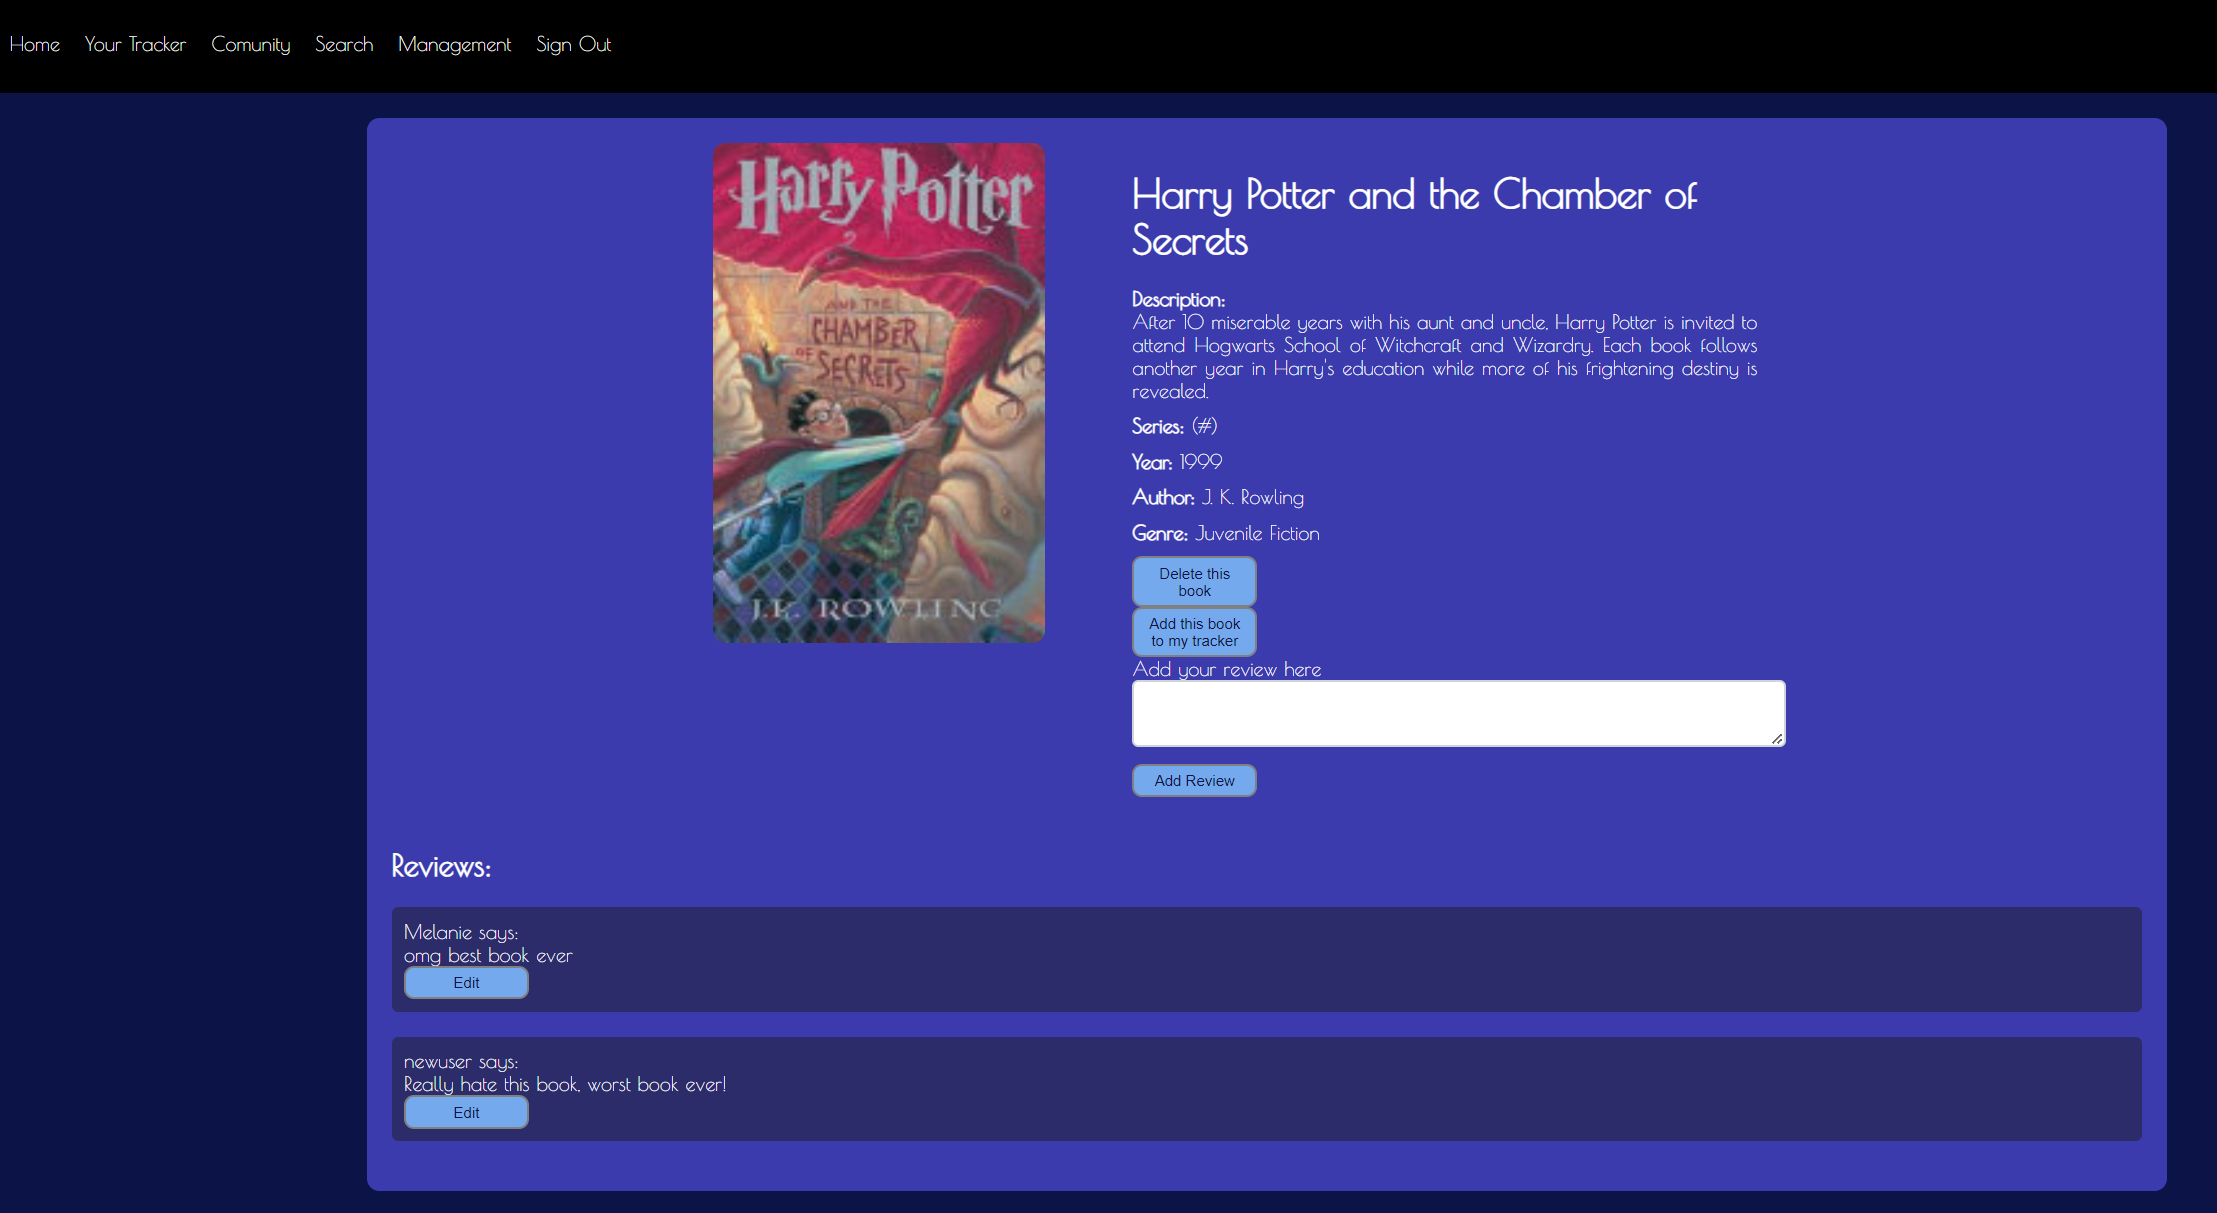 Home Your Tracker Comunity Search Management Sign Out
Harry Potter
AND THE
CHAMBER
OF
SECRETS
J.K. ROWLING
Harry Potter and the Chamber of
Secrets
Description:
After 10 miserable years with his aunt and uncle, Harry Potter is invited to
attend Hogwarts School of Witchcraft and Wizardry. Each book follows
another year in Harry's education while more of his frightening destiny is
revealed.
Series: (#)
Year: 1999
Author: J. K. Rowling
Genre: Juvenile Fiction
Delete this
book
Add this book
to my tracker
Add your review here
Add Review
Reviews:
Melanie says:
omg best book ever
Edit
newuser says:
Really hate this book, worst book ever!
Edit